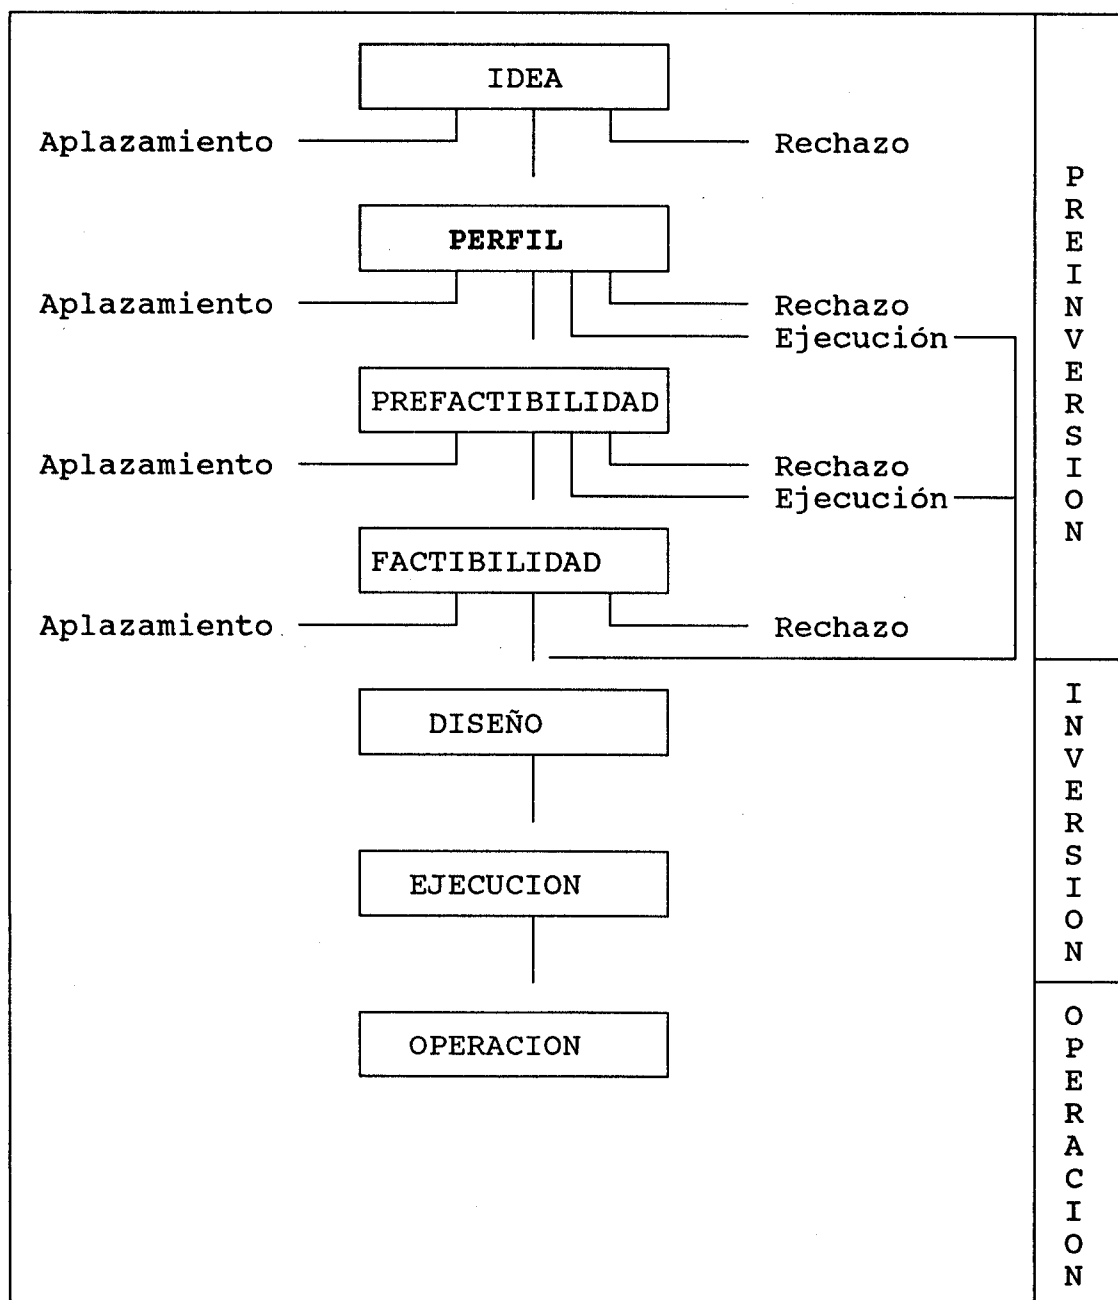 IDEA
Aplazamiento
Rechazo
PERFIL
Aplazamiento
Rechazo
Ejecución
PREFACTIBILIDAD
Aplazamiento
Rechazo
Ejecución
FACTIBILIDAD
Aplazamiento
Rechazo
DISEÑO
EJECUCION
OPERACION
PREINVERSION
INVERSION
OPERACION